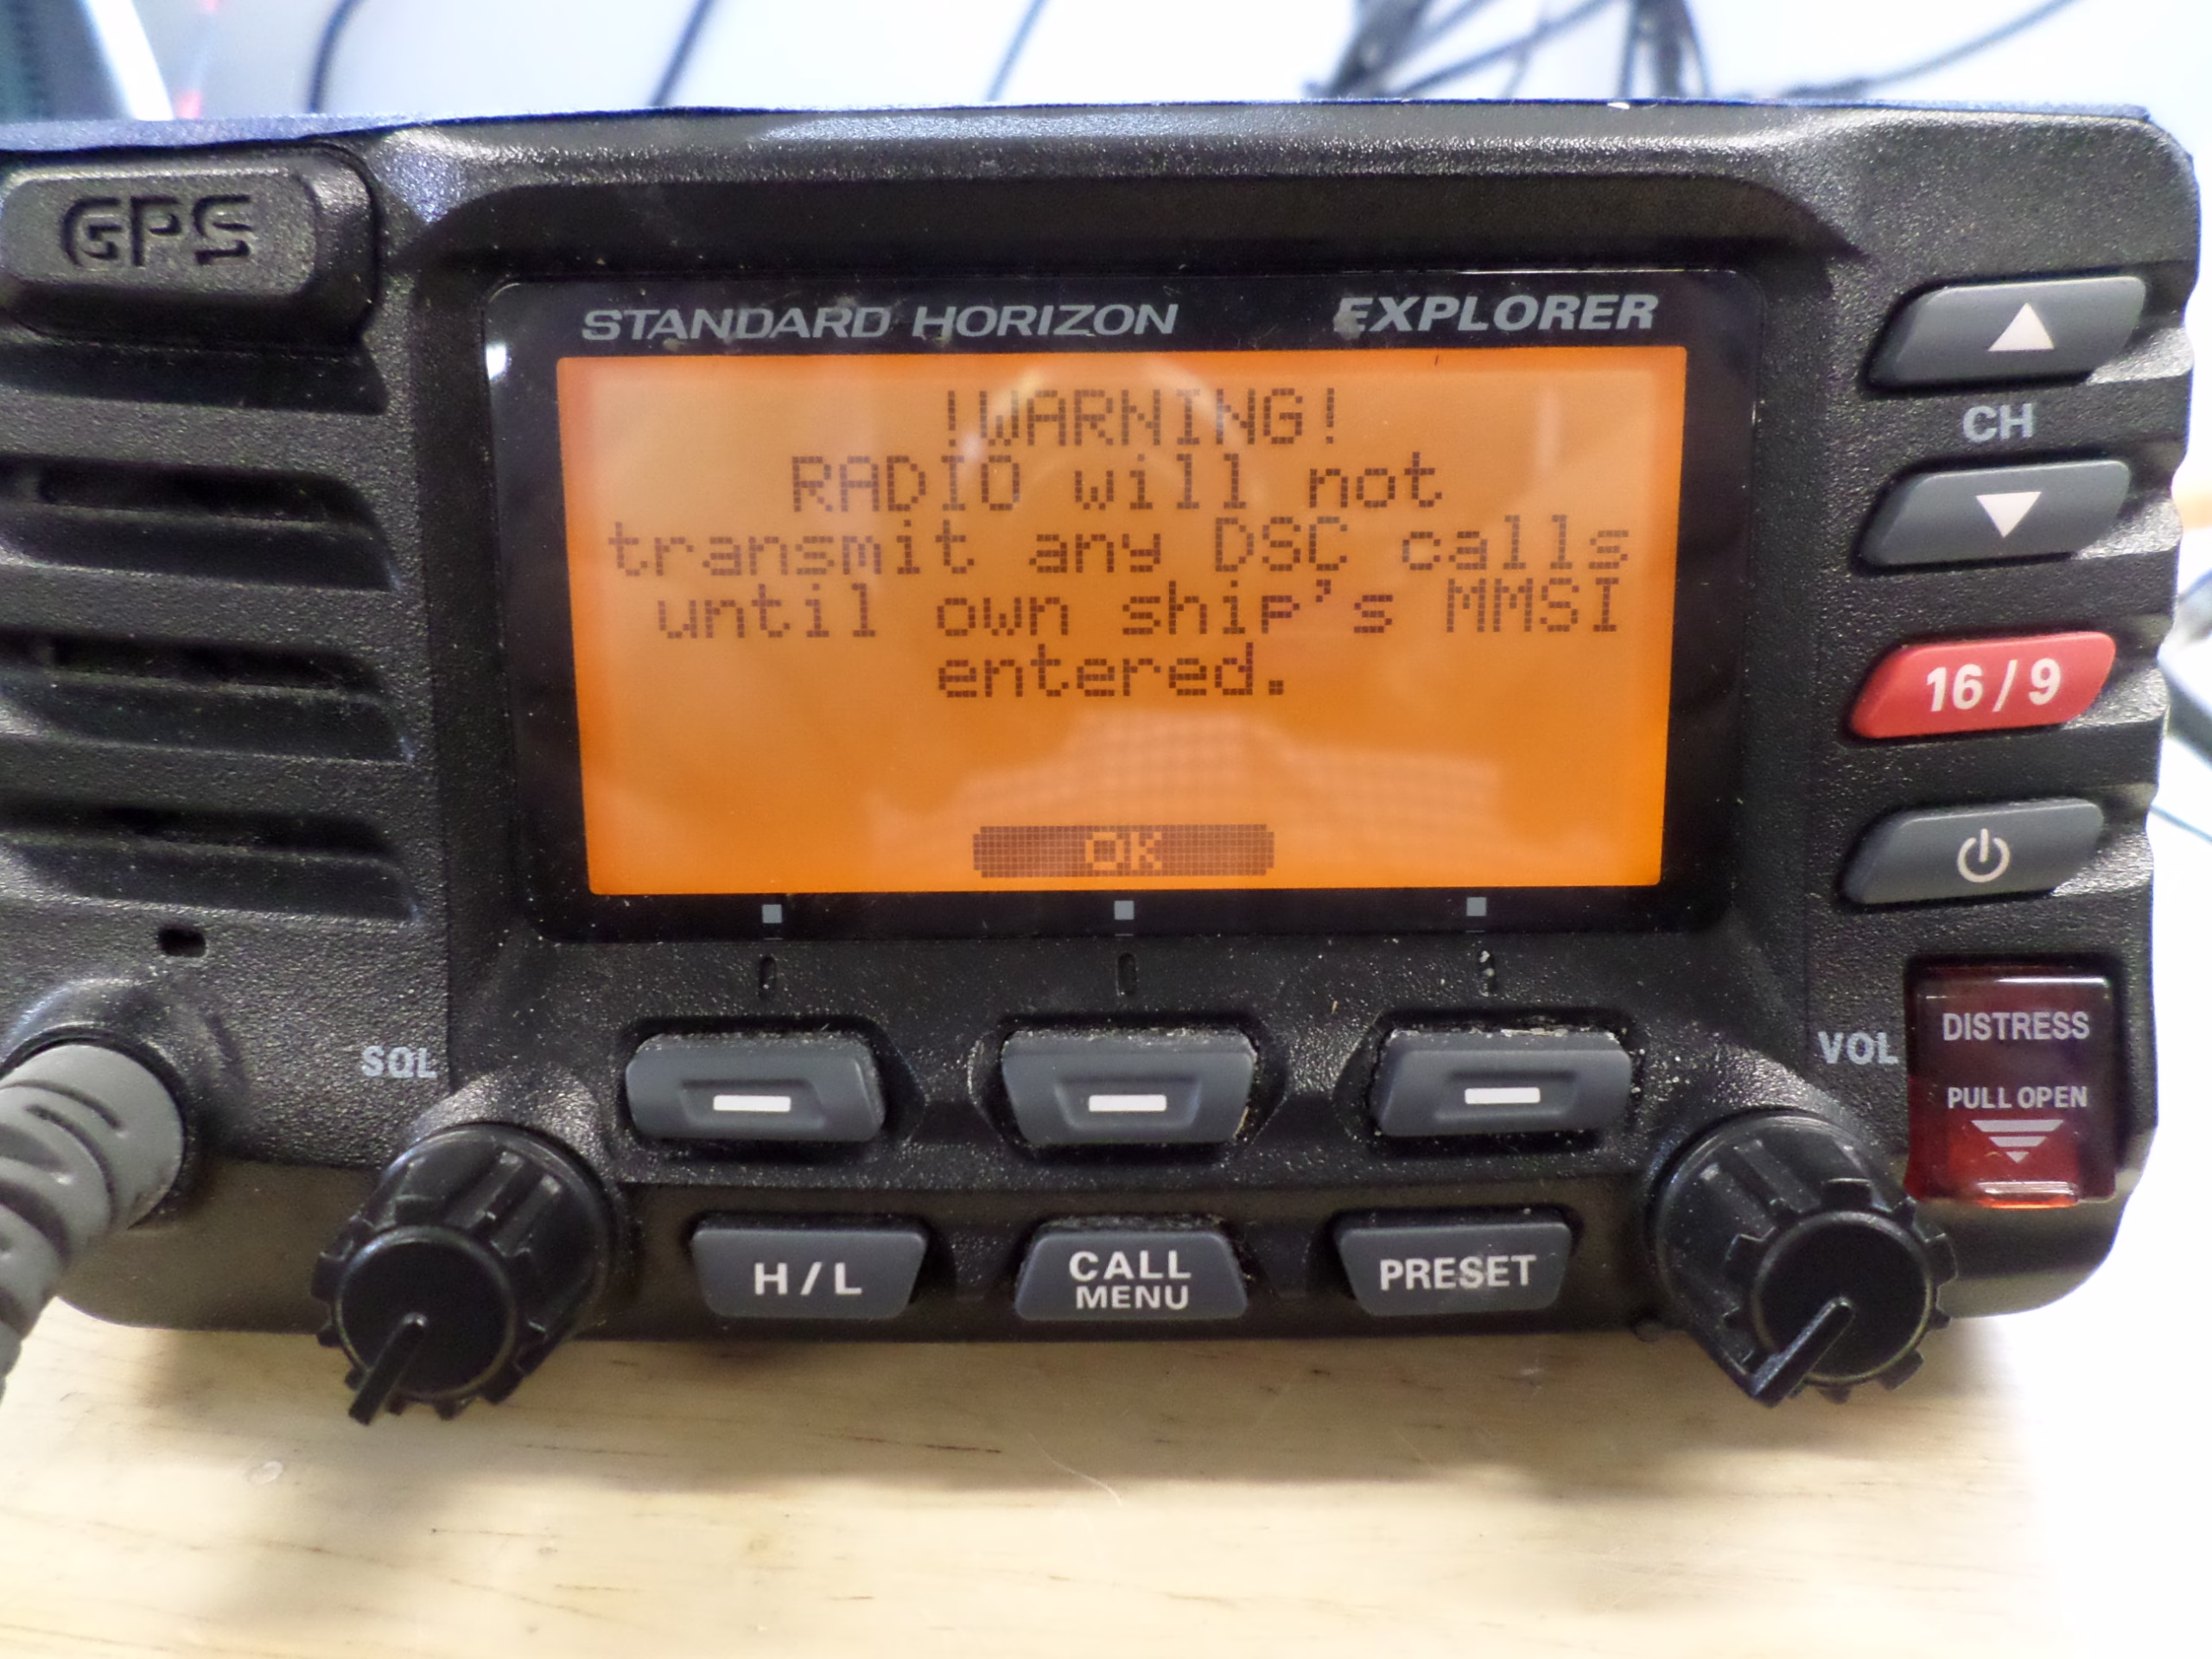 GPS
STANDARD HORIZON EXPLORER
!WARNING!
RADIO will not
transmit any DSC calls
until own ship's MMSI
entered.
OK
CH
16/9
DISTRESS
PULL OPEN
SQL
VOL
H/L
CALL
MENU
PRESET